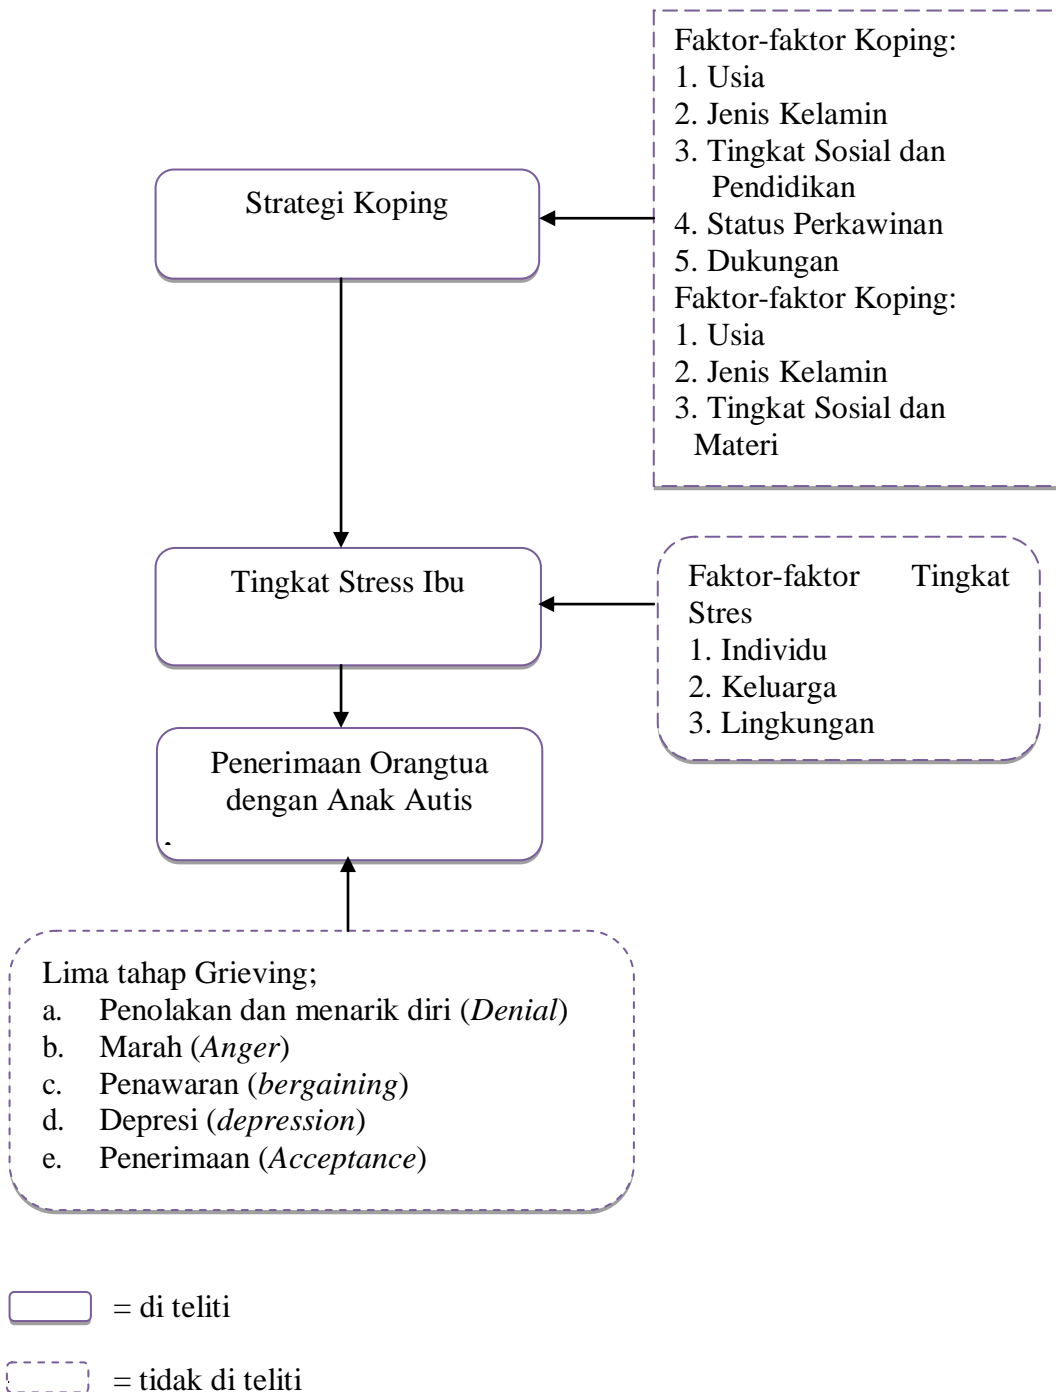 Faktor-faktor Koping:
1. Usia
2. Jenis Kelamin
3. Tingkat Sosial dan
Pendidikan
4. Status Perkawinan
5. Dukungan
Faktor-faktor Koping:
1. Usia
2. Jenis Kelamin
3. Tingkat Sosial dan
Materi
Strategi Koping
Tingkat Stress Ibu
Faktor-faktor Tingkat
Stres
1. Individu
2. Keluarga
3. Lingkungan
Penerimaan Orangtua
dengan Anak Autis
.
Lima tahap Grieving;
a. Penolakan dan menarik diri (Denial)
b. Marah (Anger)
c. Penawaran (bergaining)
d. Depresi (depression)
e. Penerimaan (Acceptance)
= di teliti
= tidak di teliti